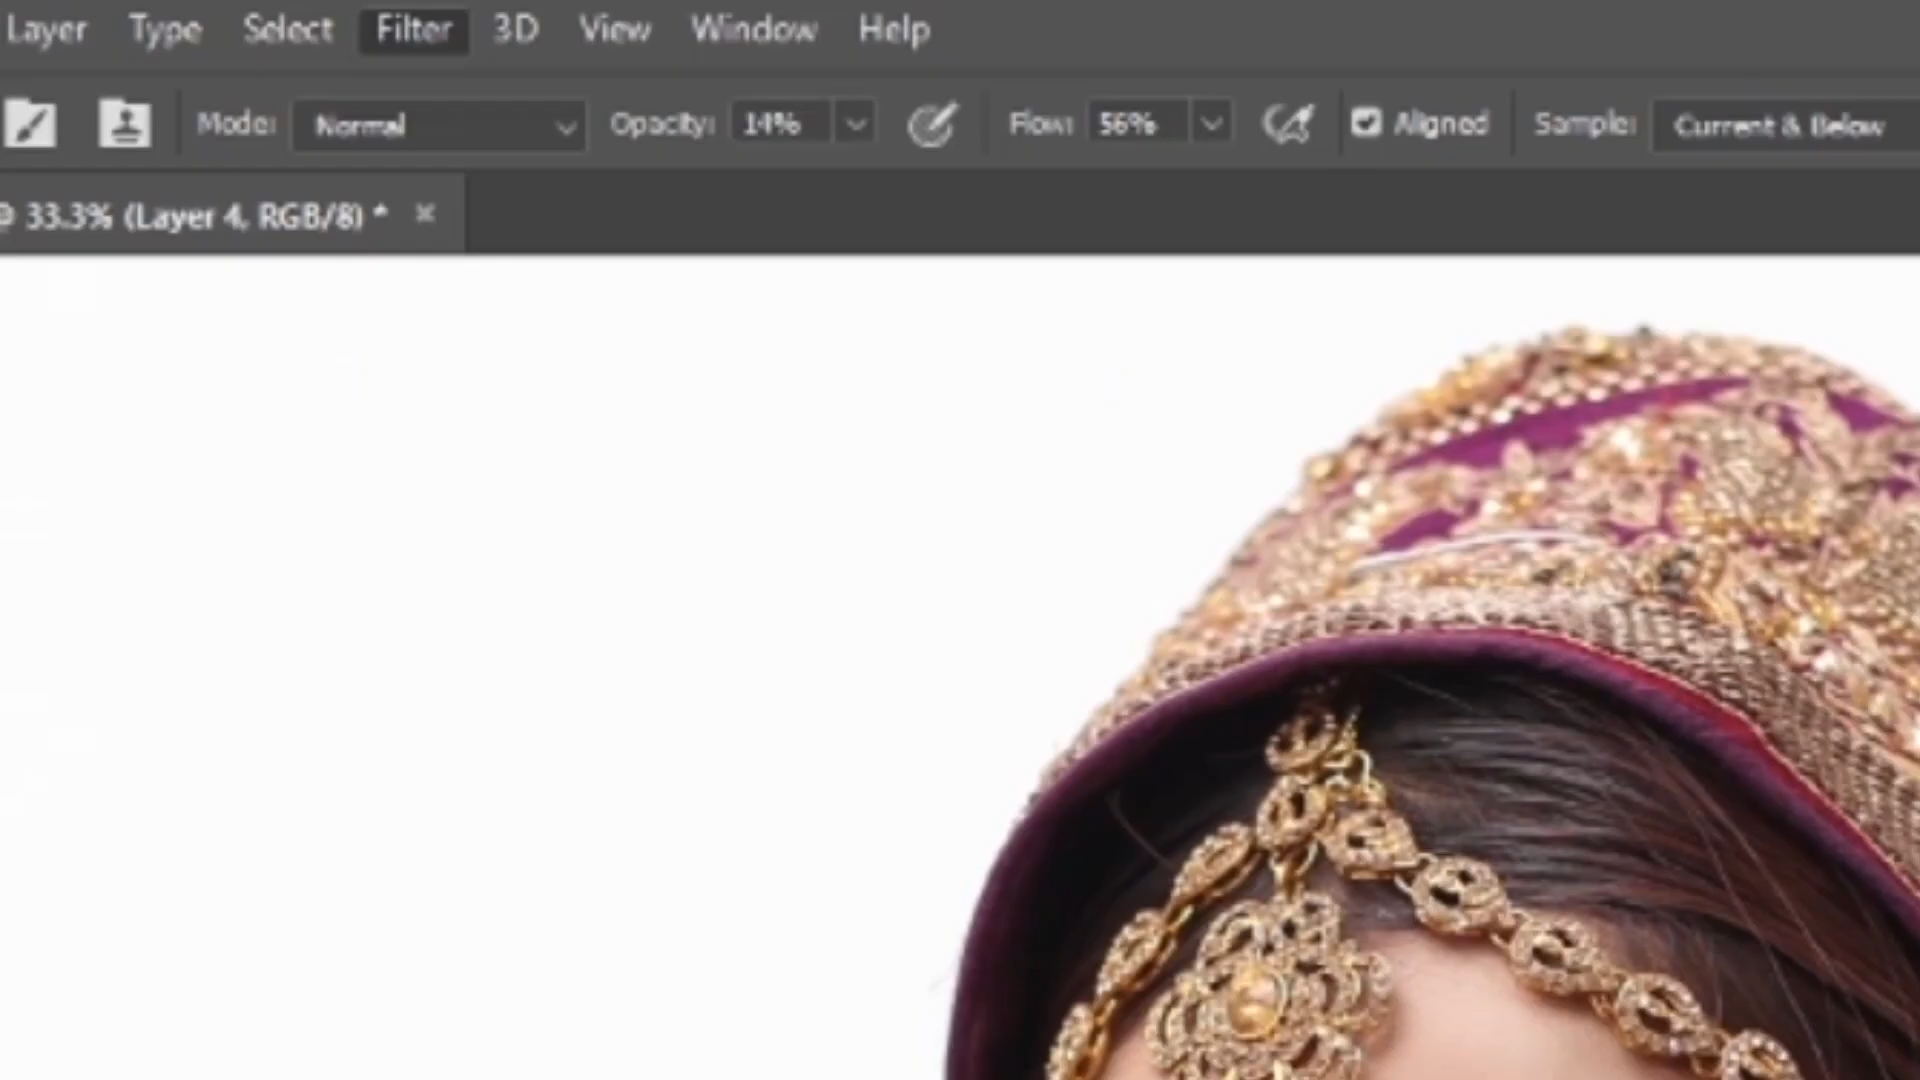 Layer Type Select Filter 3D View Window Help
Mode: Normal Opacity: 14% Flow: 56% Aligned Sample: Current & Below
@ 33.3% (Layer 4, RGB/8) * ×